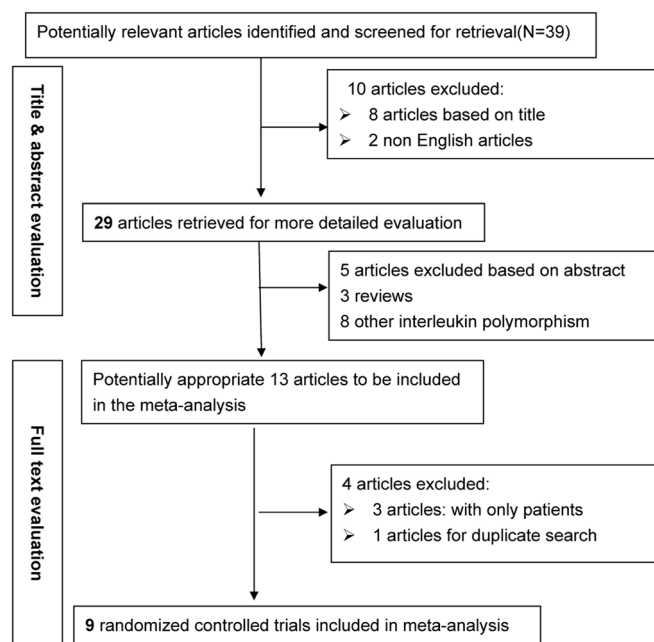 Potentially relevant articles identified and screened for retrieval(N=39)
Title & abstract evaluation
10 articles excluded:
➢ 8 articles based on title
➢ 2 non English articles
29 articles retrieved for more detailed evaluation
5 articles excluded based on abstract
3 reviews
8 other interleukin polymorphism
Potentially appropriate 13 articles to be included
in the meta-analysis
Full text evaluation
4 articles excluded:
➢ 3 articles: with only patients
➢ 1 articles for duplicate search
9 randomized controlled trials included in meta-analysis